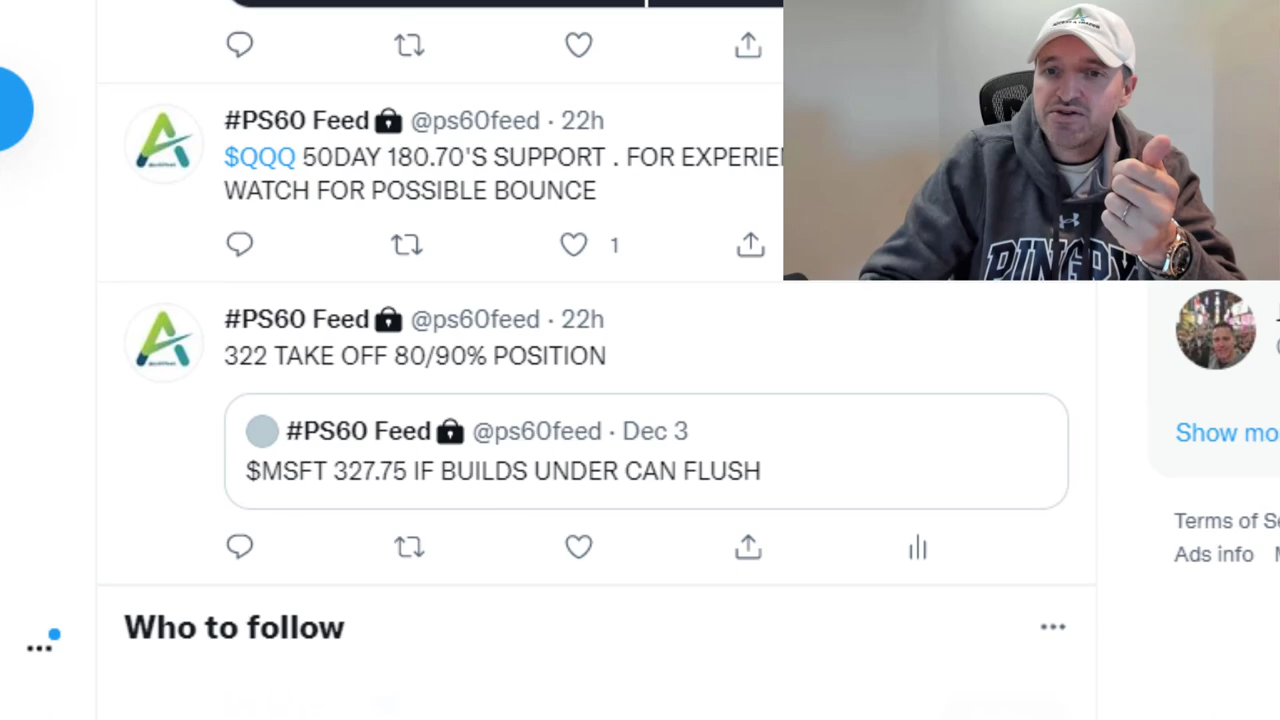 #PS60 Feed @ps60feed · 22h
$QQQ 50DAY 180.70'S SUPPORT . FOR
WATCH FOR POSSIBLE BOUNCE
1
#PS60 Feed @ps60feed · 22h
322 TAKE OFF 80/90% POSITION
#PS60 Feed @ps60feed · Dec 3
$MSFT 327.75 IF BUILDS UNDER CAN FLUSH
Who to follow
Show
Terms of
Ads info
PINGRY